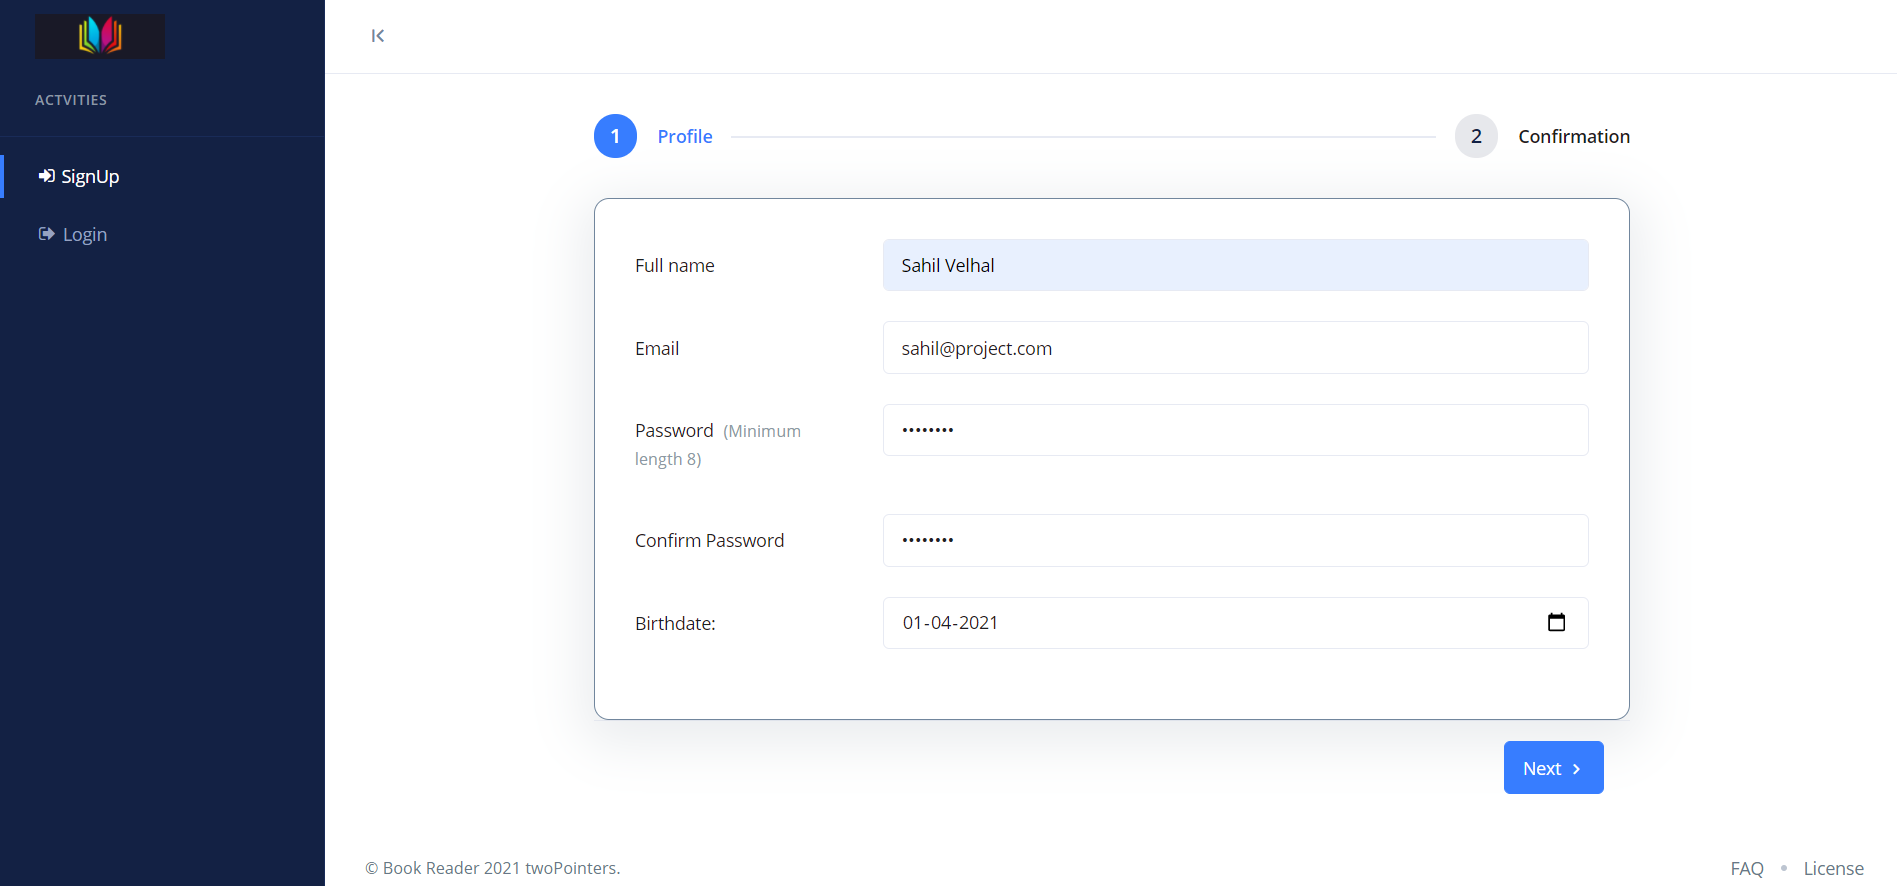 ACTVITIES
SignUp
Login
1 Profile
2 Confirmation
Full name
Sahil Velhal
Email
sahil@project.com
Password (Minimum
length 8)
••••••••
Confirm Password
••••••••
Birthdate:
01-04-2021
Next
© Book Reader 2021 twoPointers.
FAQ • License